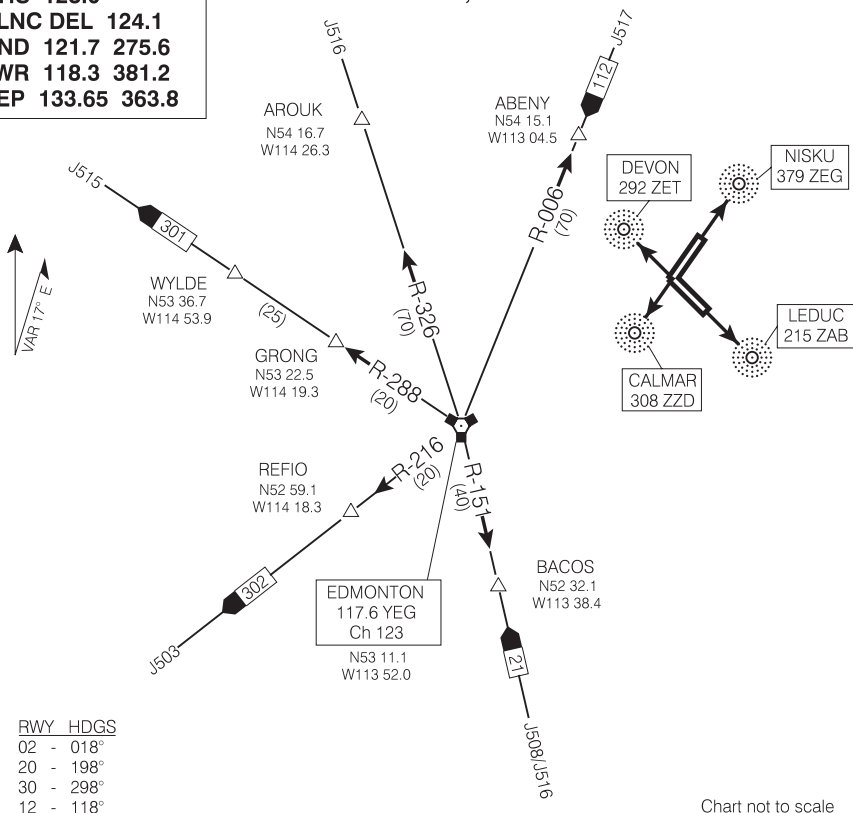 LNC DEL 124.1
ND 121.7 275.6
WR 118.3 381.2
EP 133.65 363.8
J516
J517
112
AROUK
N54 16.7
W114 26.3
ABENY
N54 15.1
W113 04.5
DEVON
292 ZET
NISKU
379 ZEG
J515
301
R-006
(70)
WYLDE
N53 36.7
W114 53.9
VAR 17° E
(25)
R-326
(70)
GRONG
N53 22.5
W114 19.3
R-288
(20)
LEDUC
215 ZAB
CALMAR
308 ZZD
REFIO
N52 59.1
W114 18.3
R-216
(20)
R-151
(40)
302
J503
EDMONTON
117.6 YEG
Ch 123
N53 11.1
W113 52.0
BACOS
N52 32.1
W113 38.4
21
J508/J516
RWY HDGS
02 - 018°
20 - 198°
30 - 298°
12 - 118°
Chart not to scale